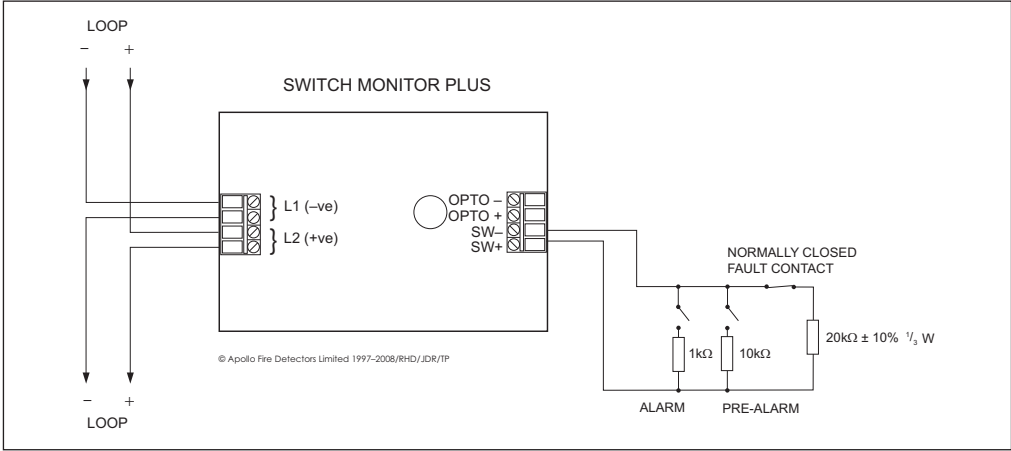 LOOP
– +
SWITCH MONITOR PLUS
L1 (–ve)
L2 (+ve)
OPTO –
OPTO +
SW–
SW+
NORMALLY CLOSED
FAULT CONTACT
1kΩ
10kΩ
20kΩ ± 10% 1/3 W
© Apollo Fire Detectors Limited 1997–2008/RHD/JDR/TP
ALARM
PRE-ALARM
– +
LOOP